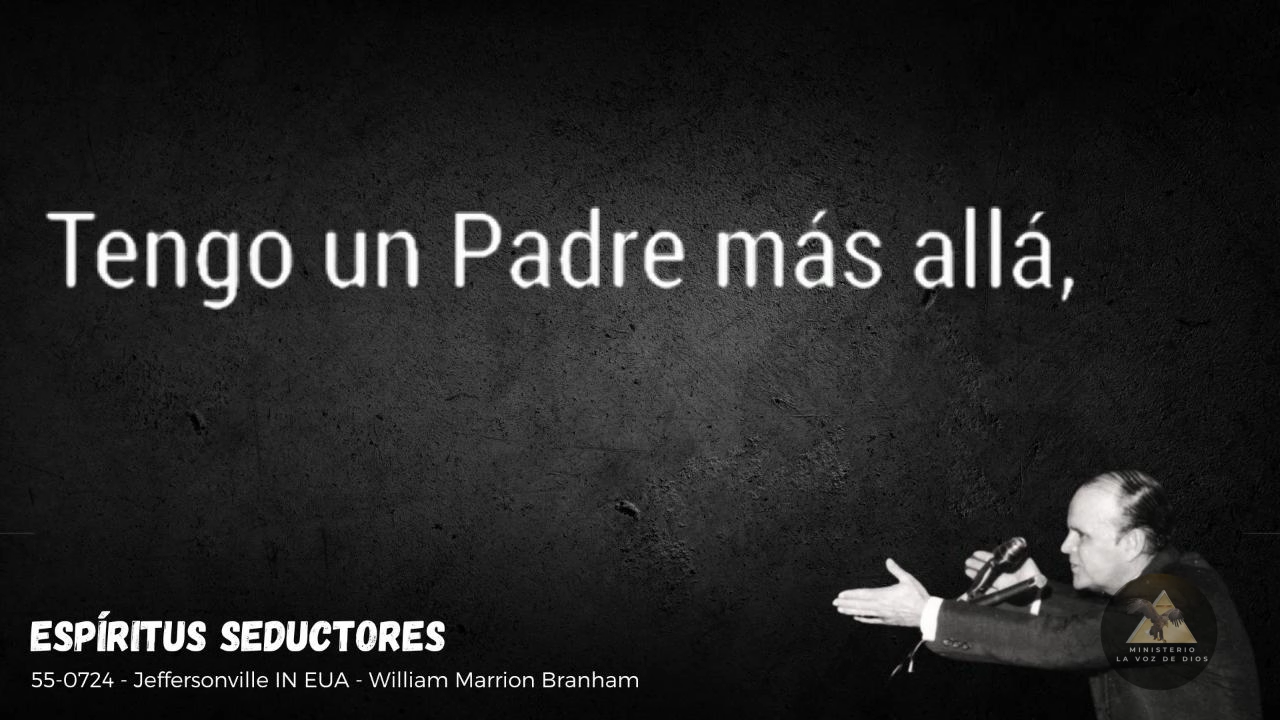 Tengo un Padre más allá,
ESPÍRITUS SEDUCTORES
55-0724 - Jeffersonville IN EUA - William Marrion Branham
MINISTERIO
LA VOZ DE DIOS